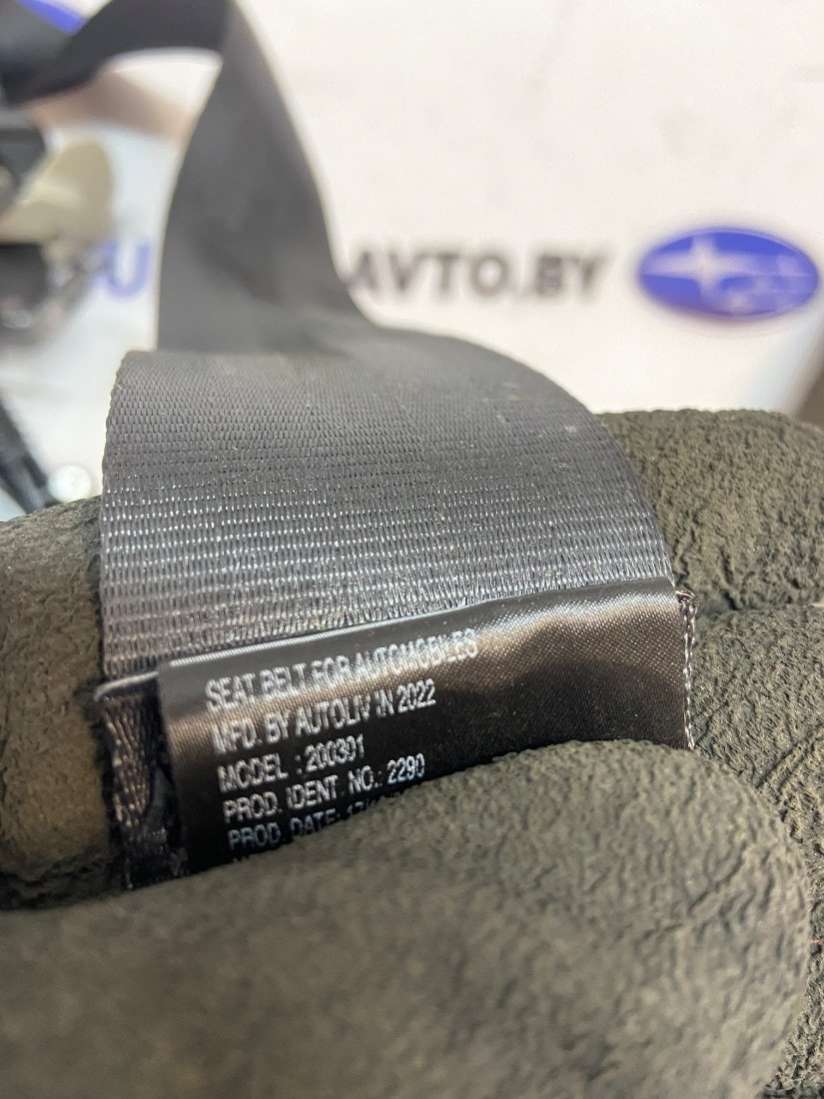 U AVTO.BY
SEAT BELT FOR AUTOMOBILES
MFD. BY AUTOLIV IN 2022
MODEL : 200391
PROD. IDENT. NO.: 2290
PROD. DATE: